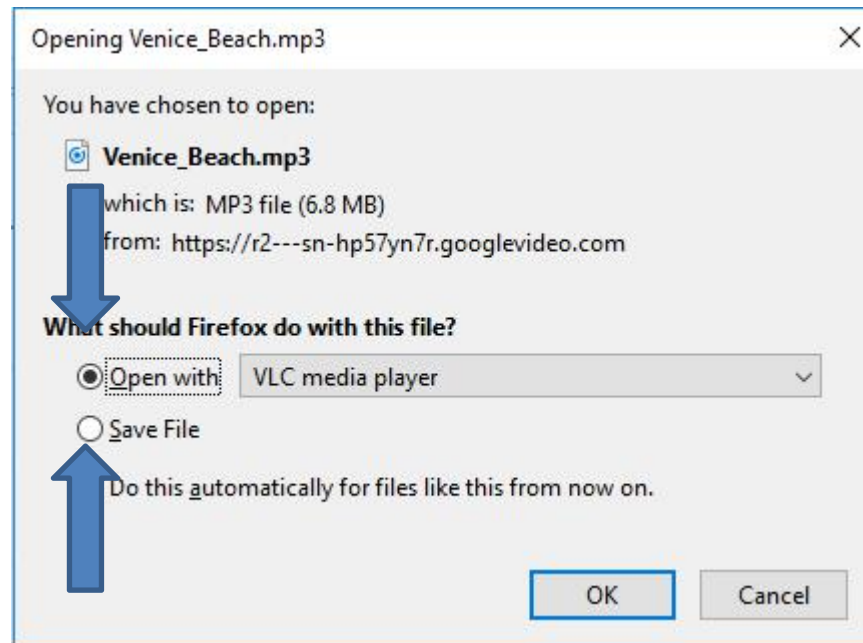 Opening Venice_Beach.mp3
You have chosen to open:
Venice_Beach.mp3
which is: MP3 file (6.8 MB)
from: https://r2---sn-hp57yn7r.googlevideo.com
What should Firefox do with this file?
Open with VLC media player
Save File
Do this automatically for files like this from now on.
OK Cancel